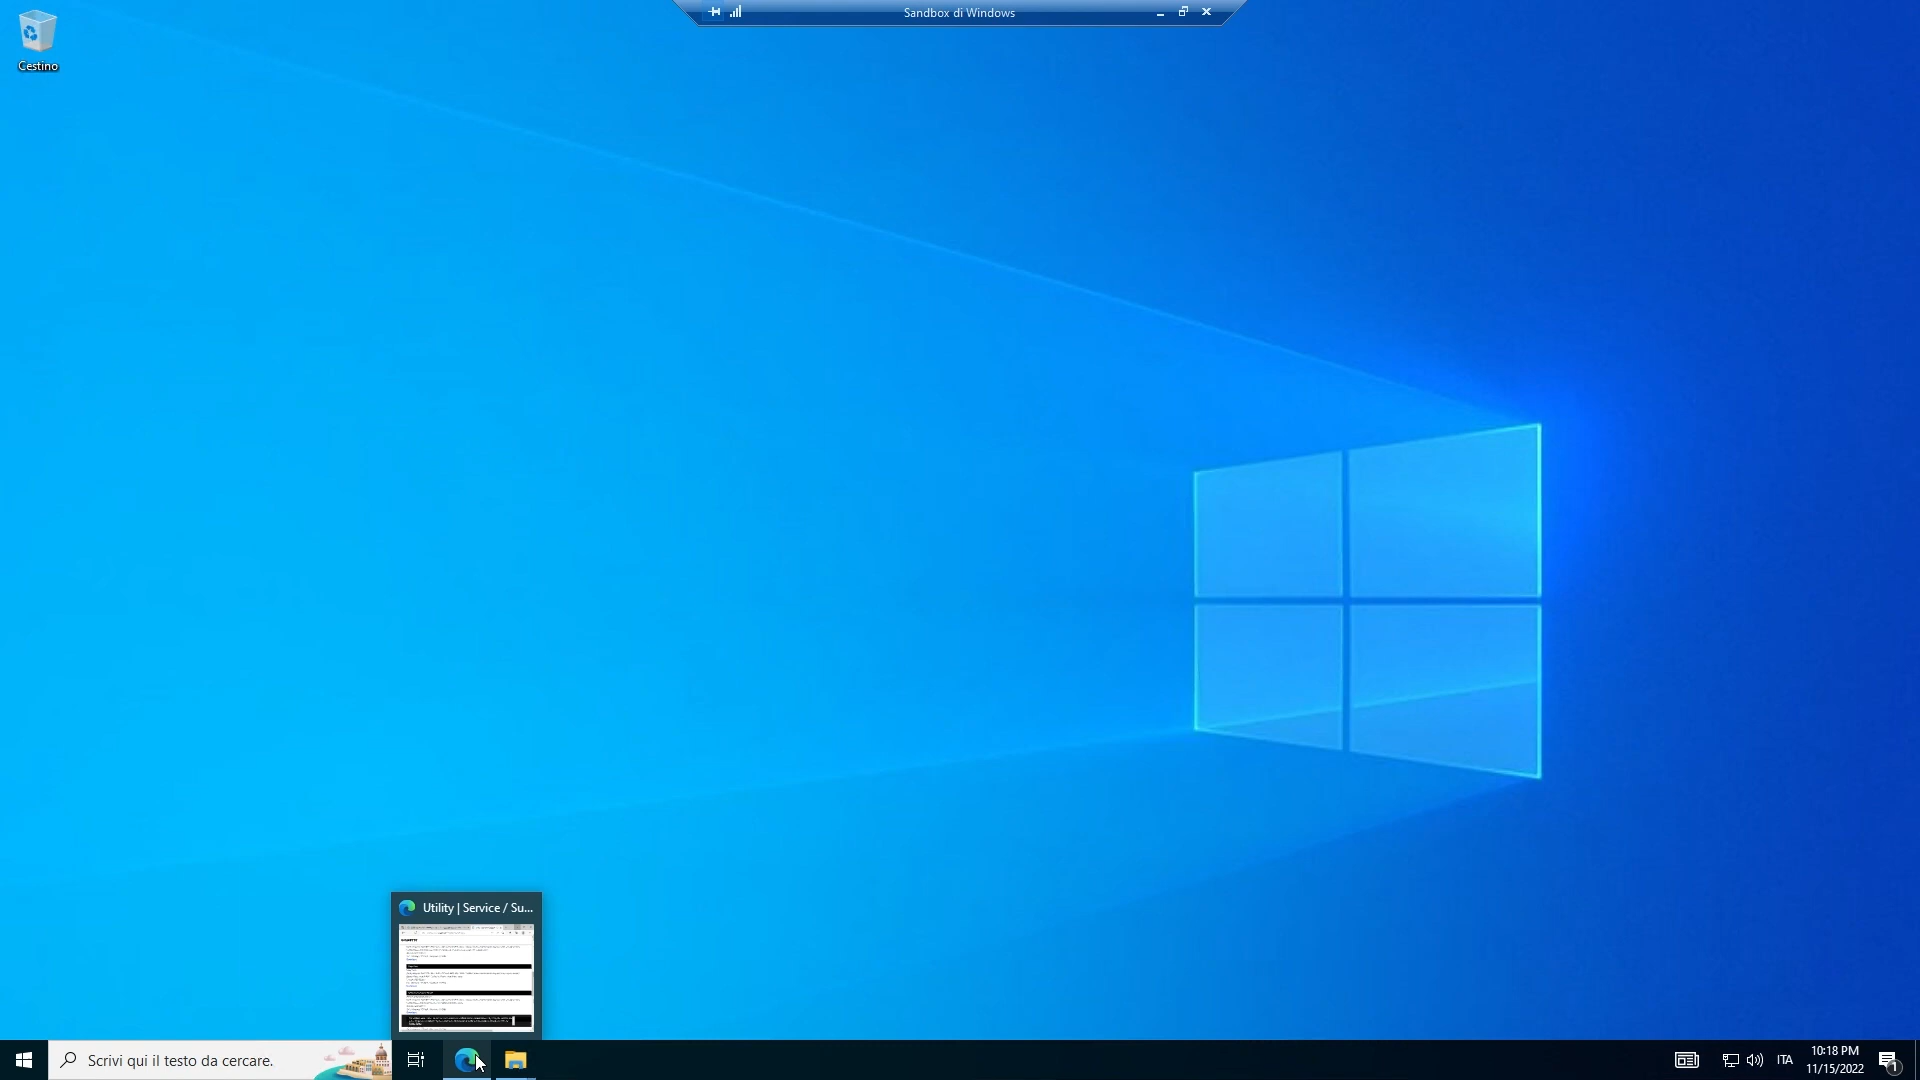 Sandbox di Windows
Cestino
Utility | Service / Su...
Scrivi qui il testo da cercare.
ITA
10:18 PM
11/15/2022
1